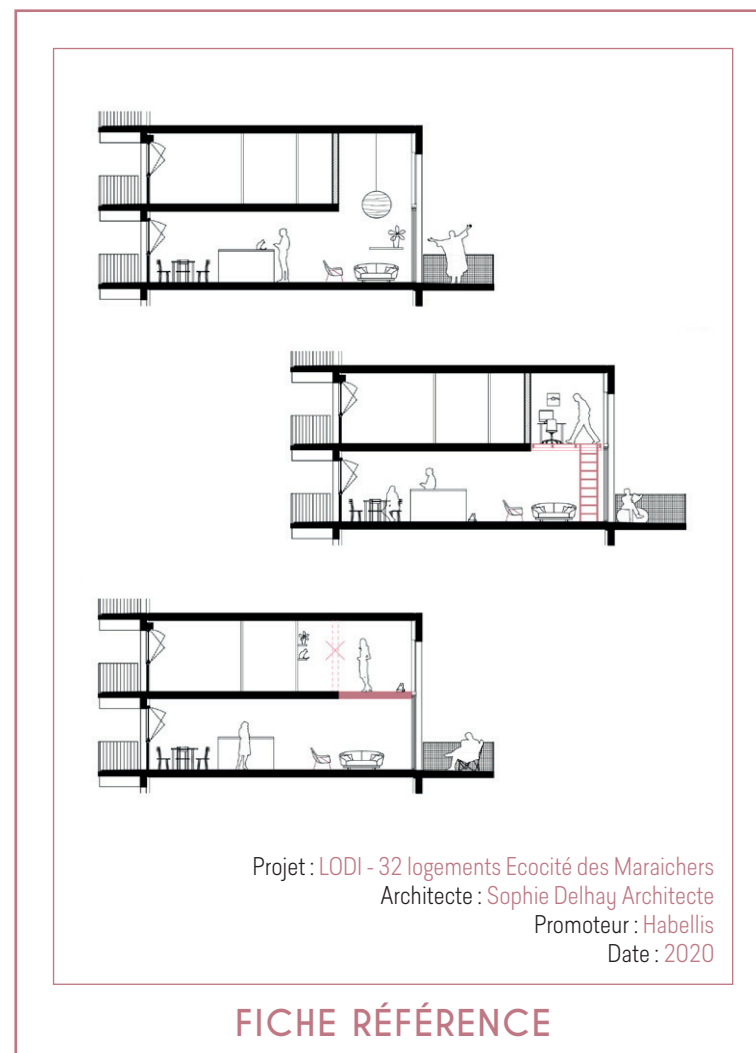 Projet : LODI - 32 logements Ecocité des Maraichers
Architecte : Sophie Delhay Architecte
Promoteur : Habellis
Date : 2020
FICHE RÉFÉRENCE